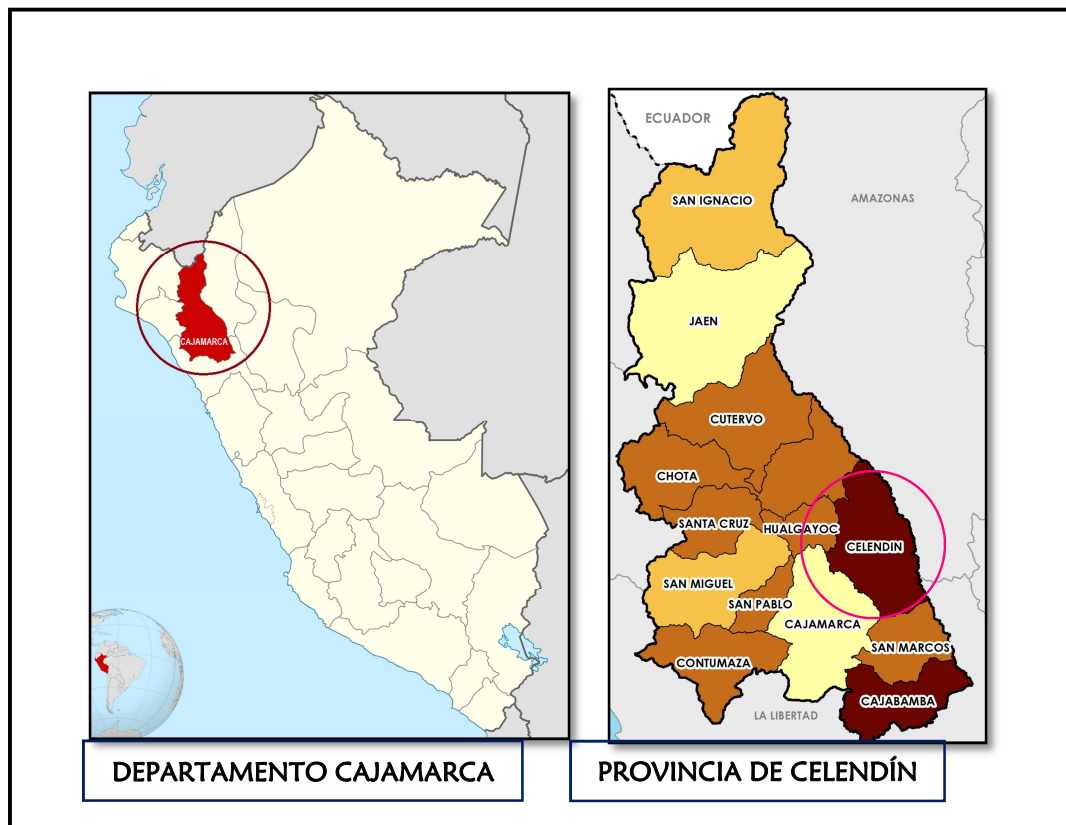 CAJAMARCA
DEPARTAMENTO CAJAMARCA
ECUADOR
SAN IGNACIO
AMAZONAS
JAEN
CUTERVO
CHOTA
SANTA CRUZ
HUALGAYOC
CELENDIN
SAN MIGUEL
SAN PABLO
CAJAMARCA
SAN MARCOS
CONTUMAZA
CAJABAMBA
LA LIBERTAD
PROVINCIA DE CELENDÍN